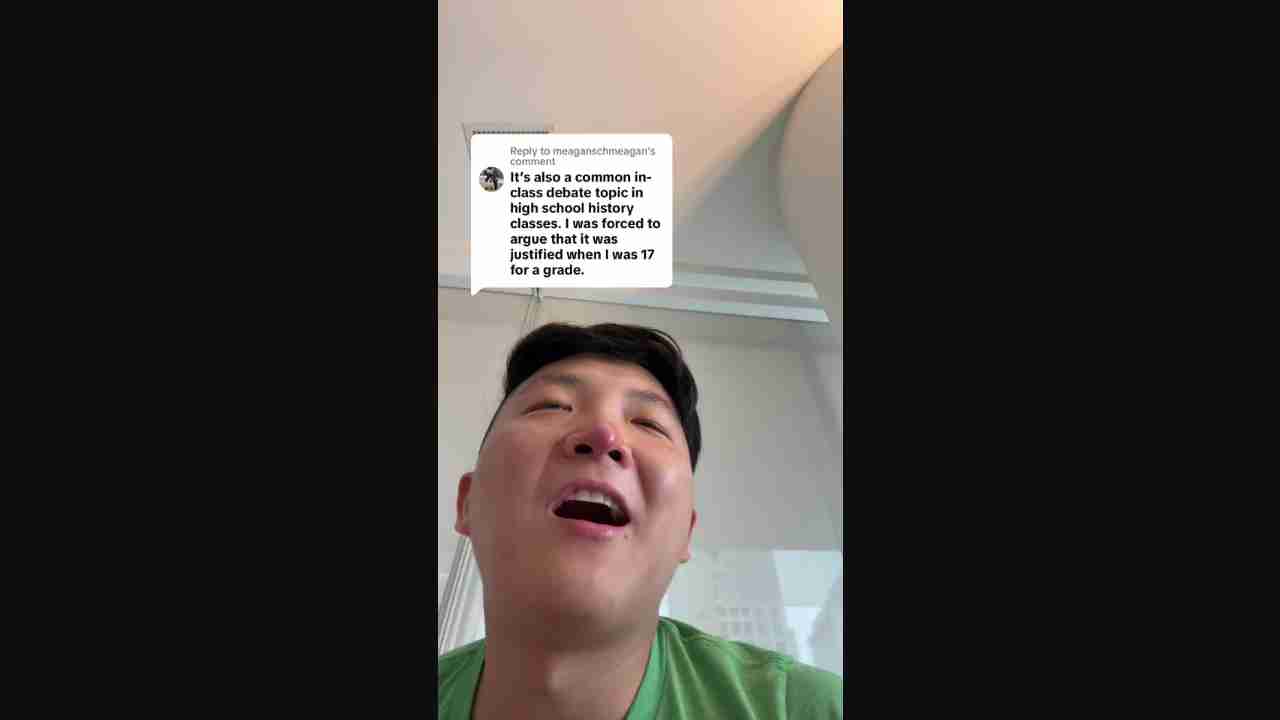 Reply to meaganschmeagan's
comment
It's also a common in-
class debate topic in
high school history
classes. I was forced to
argue that it was
justified when I was 17
for a grade.